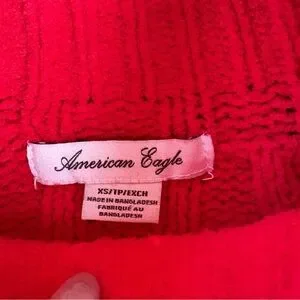 American Eagle
XS/TP/EXCH
MADE IN BANGLADESH
FABRIQUÉ AU
BANGLADESH